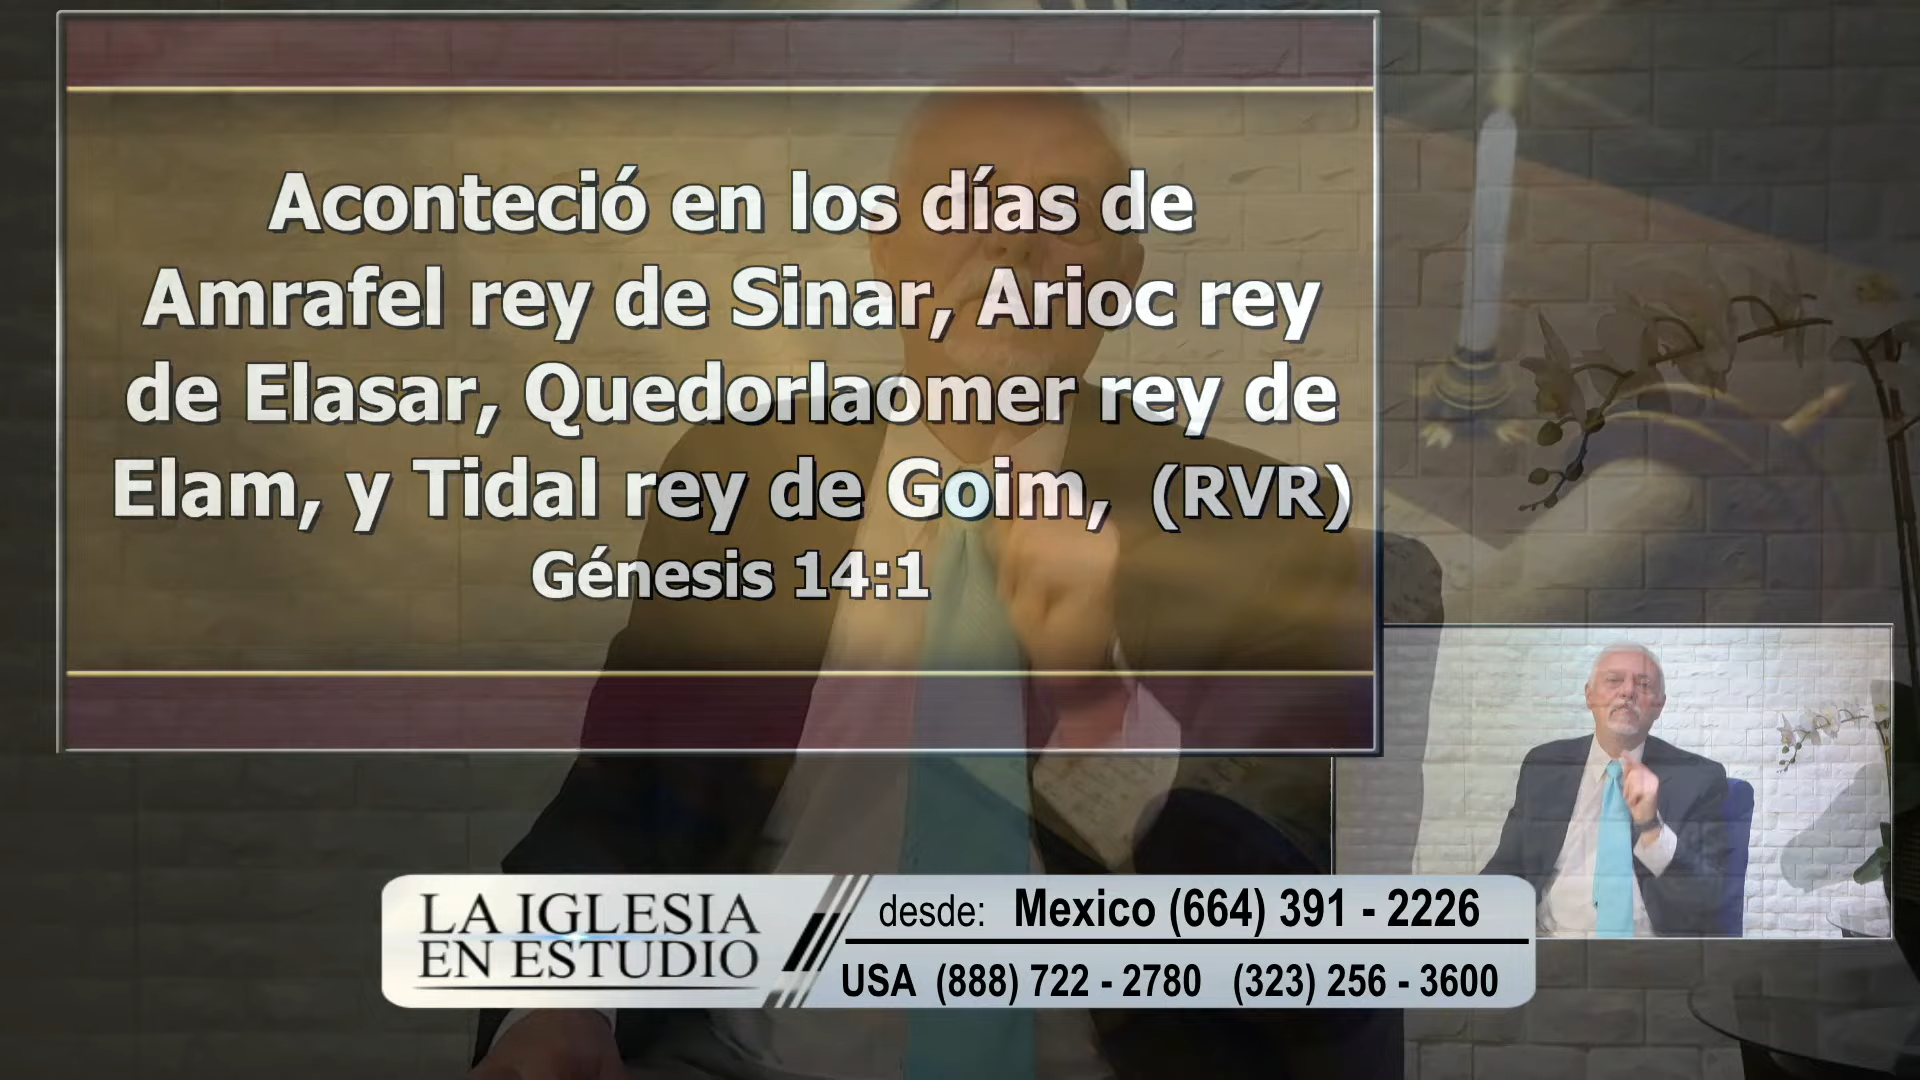 Aconteció en los días de
Amrafel rey de Sinar, Arioc rey
de Elasar, Quedorlaomer rey de
Elam, y Tidal rey de Goim, (RVR)
Génesis 14:1
LA IGLESIA
EN ESTUDIO
desde: Mexico (664) 391 - 2226
USA (888) 722 - 2780 (323) 256 - 3600